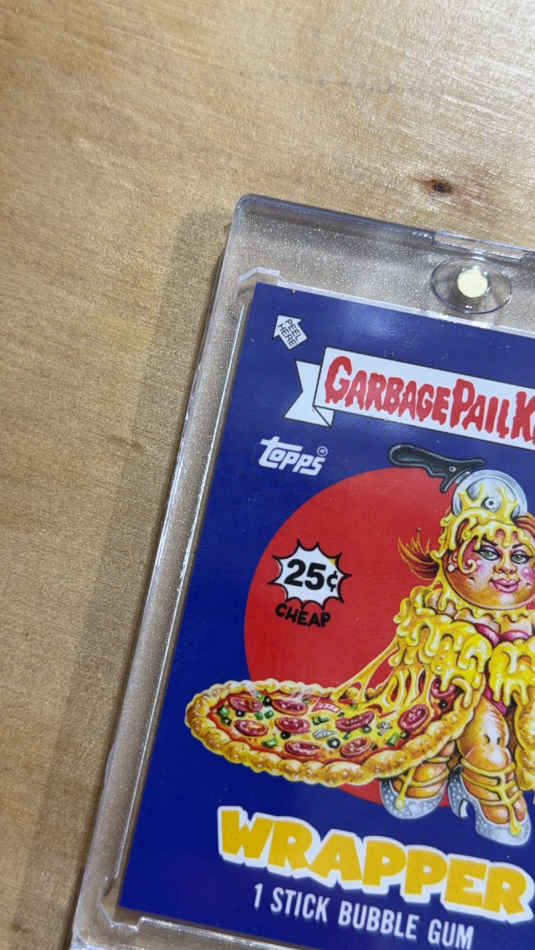 PEEL
HERE
GARBAGE PAIL K
Topps®
25¢
CHEAP
WRAPPER
1 STICK BUBBLE GUM